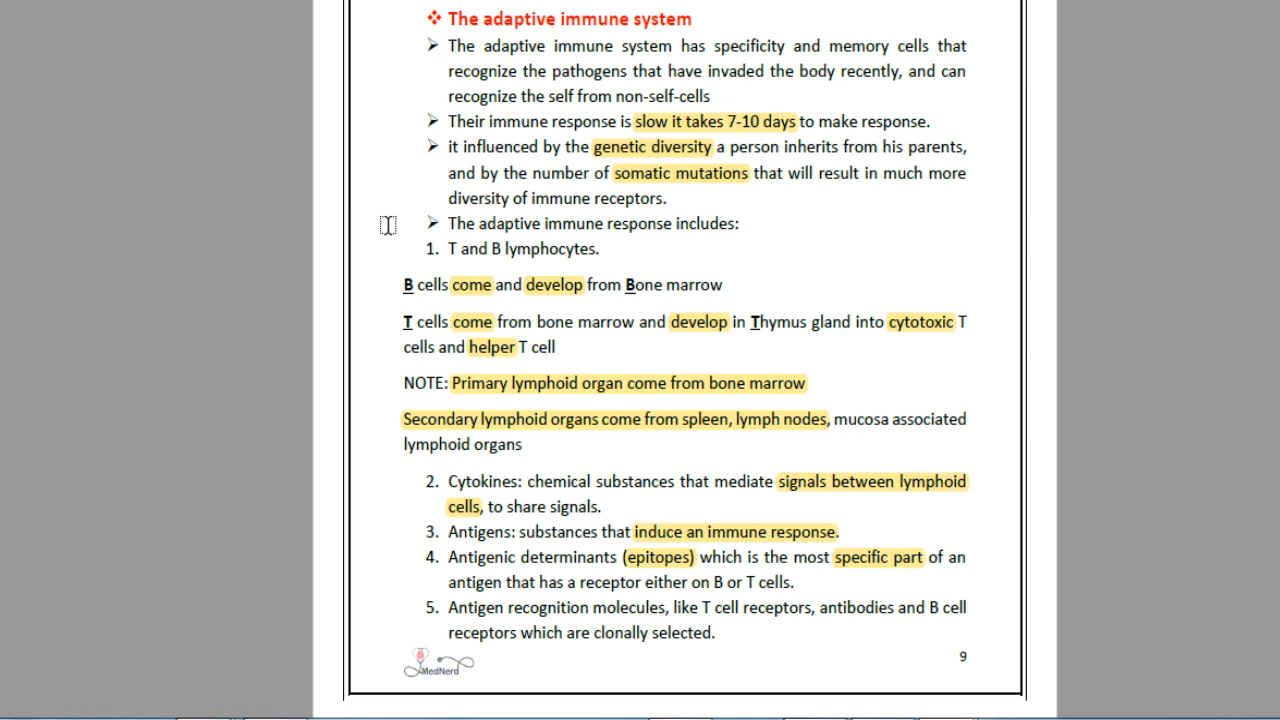 ❖ The adaptive immune system
➢ The adaptive immune system has specificity and memory cells that
recognize the pathogens that have invaded the body recently, and can
recognize the self from non-self-cells
➢ Their immune response is slow it takes 7-10 days to make response.
➢ it influenced by the genetic diversity a person inherits from his parents,
and by the number of somatic mutations that will result in much more
diversity of immune receptors.
➢ The adaptive immune response includes:
1. T and B lymphocytes.
B cells come and develop from Bone marrow
T cells come from bone marrow and develop in Thymus gland into cytotoxic T
cells and helper T cell
NOTE: Primary lymphoid organ come from bone marrow
Secondary lymphoid organs come from spleen, lymph nodes, mucosa associated
lymphoid organs
2. Cytokines: chemical substances that mediate signals between lymphoid
cells, to share signals.
3. Antigens: substances that induce an immune response.
4. Antigenic determinants (epitopes) which is the most specific part of an
antigen that has a receptor either on B or T cells.
5. Antigen recognition molecules, like T cell receptors, antibodies and B cell
receptors which are clonally selected.
MedNerd
9